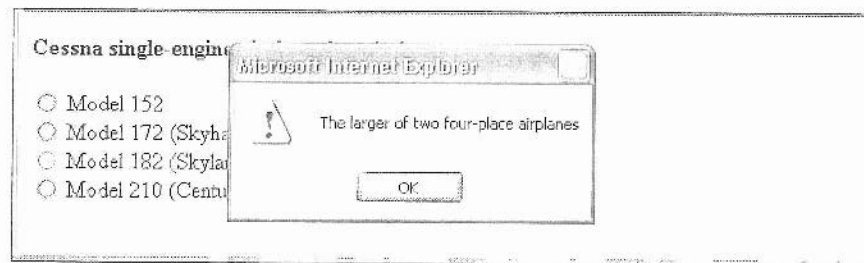 Cessna single-engine
Microsoft Internet Explorer
Model 152
Model 172 (Skyha
Model 182 (Skylan
Model 210 (Centu
The larger of two four-place airplanes
OK